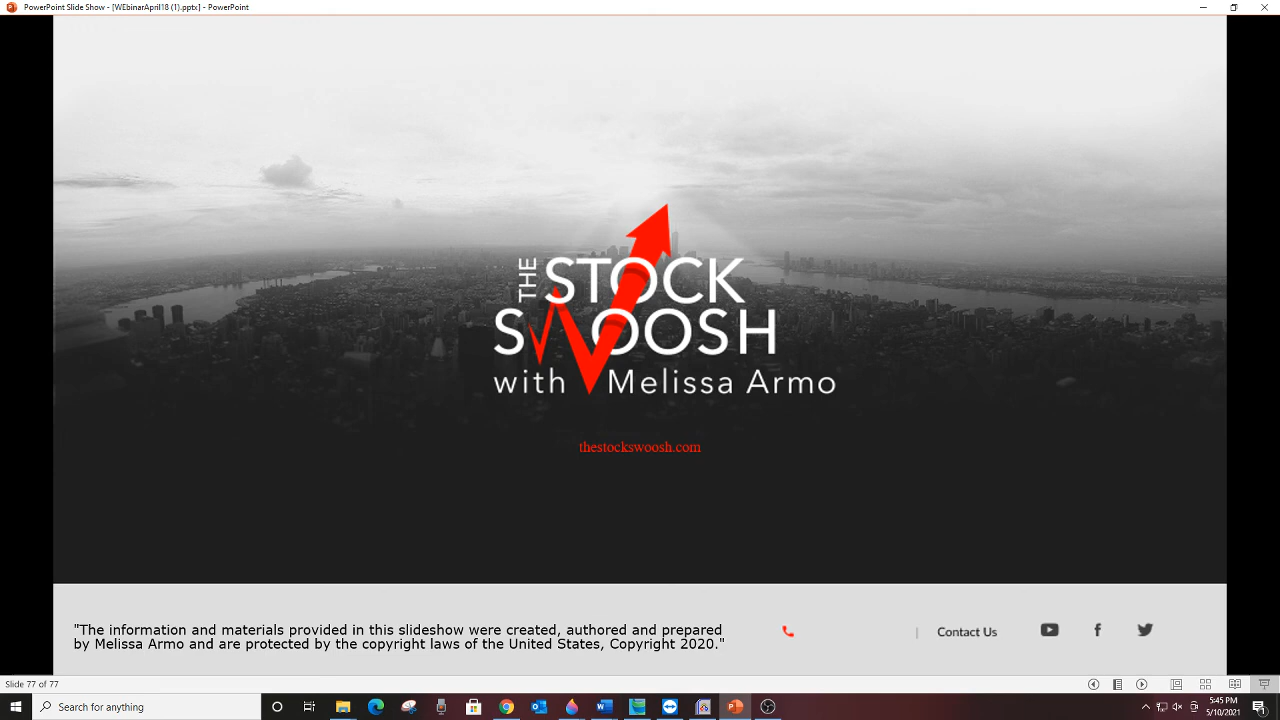 PowerPoint Slide Show - [WEbinarApril18 (1).pptx] - PowerPoint
THE STOCK
SWOOSH
with Melissa Armo
thestockswoosh.com
"The information and materials provided in this slideshow were created, authored and prepared
by Melissa Armo and are protected by the copyright laws of the United States, Copyright 2020."
| Contact Us
Slide 77 of 77
Search for anything
5:45 PM
5/10/2021